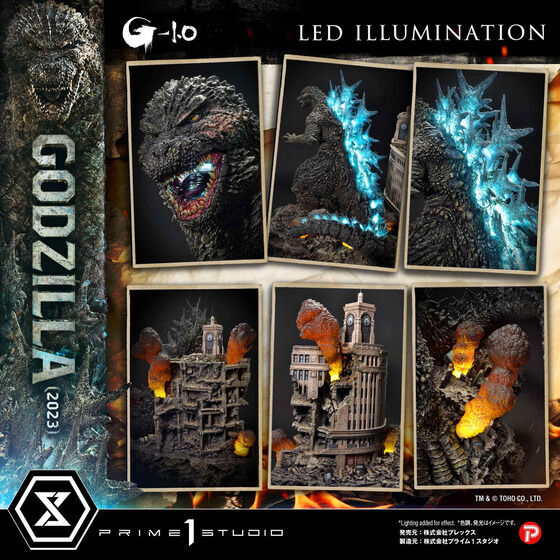 G-1.0
LED ILLUMINATION
GODZILLA
(2023)
TM & © TOHO CO., LTD.
PRIME 1 STUDIO
*Lighting added for effect. *色調、発光はイメージです。
発売元：株式会社プレックス
製造元：株式会社プライム1スタジオ